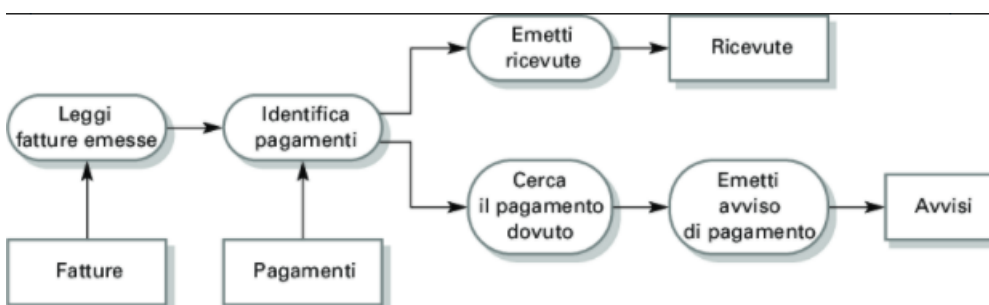 Emetti
ricevute
Ricevute
Leggi
fatture emesse
Identifica
pagamenti
Cerca
il pagamento
dovuto
Emetti
avviso
di pagamento
Avvisi
Fatture
Pagamenti